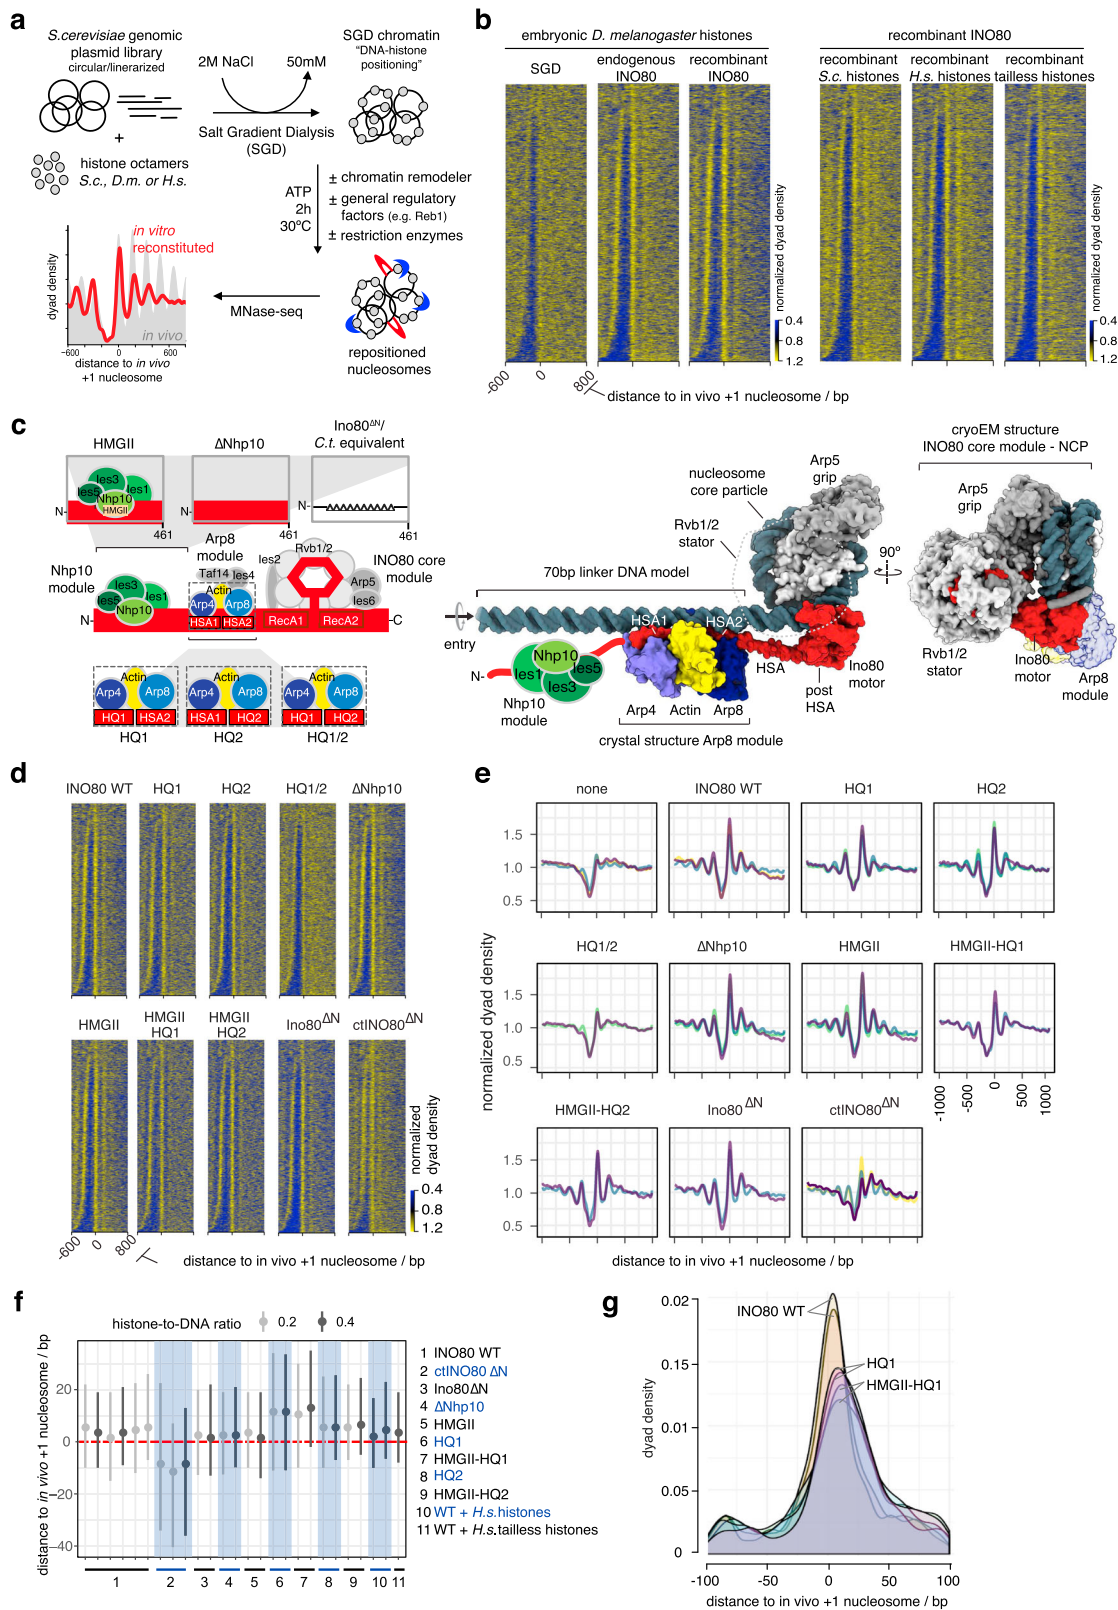 a
S.cerevisiae genomic
plasmid library
circular/linerarized
+
histone octamers
S.c., D.m. or H.s.
2M NaCl
50mM
Salt Gradient Dialysis
(SGD)
SGD chromatin
"DNA-histone
positioning"
ATP
2h
30ºC
± chromatin remodeler
± general regulatory
factors (e.g. Reb1)
± restriction enzymes
MNase-seq
repositioned
nucleosomes
in vitro
reconstituted
in vivo
dyad density
−600 0 600
distance to in vivo
+1 nucleosome
b
embryonic D. melanogaster histones
SGD
endogenous
INO80
recombinant
INO80
recombinant INO80
recombinant
S.c. histones
recombinant
H.s. histones
recombinant
tailless histones
normalized dyad density
0.4
0.8
1.2
normalized dyad density
0.4
0.8
1.2
-600
0
800
distance to in vivo +1 nucleosome / bp
c
HMGII
Ies3
Ies5
Ies1
Nhp10
HMGII
N-
461
ΔNhp10
461
Ino80ΔN/
C.t. equivalent
N-
461
Nhp10
module
Ies3
Ies5
Ies1
Nhp10
N-
Arp8
module
Taf14
Ies4
Actin
Arp4
Arp8
HSA1
HSA2
Ies2
Rvb1/2
INO80 core
module
Arp5
Ies6
RecA1
RecA2
-C
Actin
Arp4
Arp8
HQ1
HSA2
HQ1
Actin
Arp4
Arp8
HSA1
HQ2
HQ2
Actin
Arp4
Arp8
HQ1
HQ2
HQ1/2
nucleosome
core particle
Rvb1/2
stator
Arp5
grip
70bp linker DNA model
entry
HSA1
HSA2
N-
Nhp10
Ies1
Ies5
Ies3
Nhp10
module
Arp4
Actin
Arp8
crystal structure Arp8 module
HSA
post
HSA
Ino80
motor
90º
cryoEM structure
INO80 core module - NCP
Arp5
grip
Rvb1/2
stator
Ino80
motor
Arp8
module
d
INO80 WT
HQ1
HQ2
HQ1/2
ΔNhp10
HMGII
HMGII
HQ1
HMGII
HQ2
Ino80ΔN
ctINO80ΔN
normalized
dyad density
0.4
0.8
1.2
-600
0
800
distance to in vivo +1 nucleosome / bp
e
none
INO80 WT
HQ1
HQ2
1.5
1.0
0.5
HQ1/2
ΔNhp10
HMGII
HMGII-HQ1
1.5
1.0
0.5
-1000
-500
0
500
1000
HMGII-HQ2
Ino80ΔN
ctINO80ΔN
1.5
1.0
0.5
normalized dyad density
distance to in vivo +1 nucleosome / bp
f
histone-to-DNA ratio 0.2 0.4
distance to in vivo +1 nucleosome / bp
20
0
−20
−40
1 2 3 4 5 6 7 8 9 10 11
1 INO80 WT
2 ctINO80 ΔN
3 Ino80ΔN
4 ΔNhp10
5 HMGII
6 HQ1
7 HMGII-HQ1
8 HQ2
9 HMGII-HQ2
10 WT + H.s.histones
11 WT + H.s.tailless histones
g
INO80 WT
HQ1
HMGII-HQ1
dyad density
0.02
0.15
0.01
0.05
0
-100 -50 0 50 100
distance to in vivo +1 nucleosome / bp